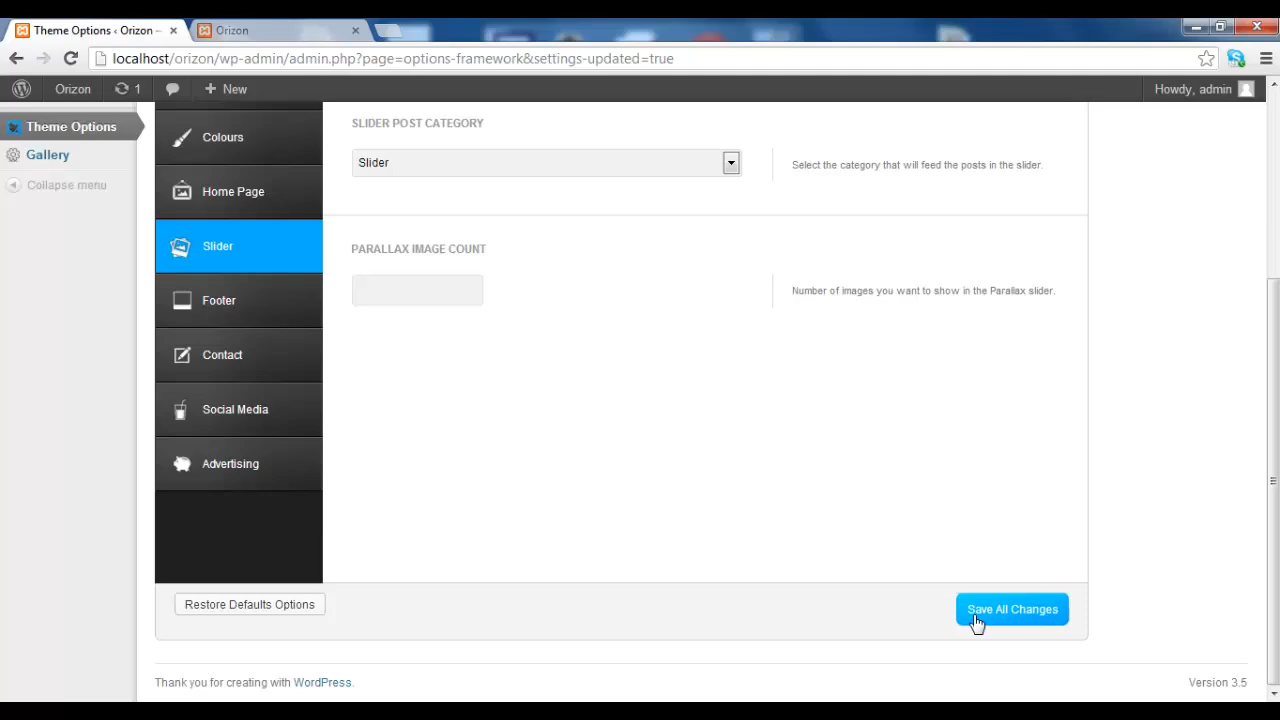 Theme Options ‹ Orizon –
Orizon
localhost/orizon/wp-admin/admin.php?page=options-framework&settings-updated=true
Orizon
1
New
Howdy, admin
Theme Options
Gallery
Collapse menu
Colours
Home Page
Slider
Footer
Contact
Social Media
Advertising
SLIDER POST CATEGORY
Slider
Select the category that will feed the posts in the slider.
PARALLAX IMAGE COUNT
Number of images you want to show in the Parallax slider.
Restore Defaults Options
Save All Changes
Thank you for creating with WordPress.
Version 3.5